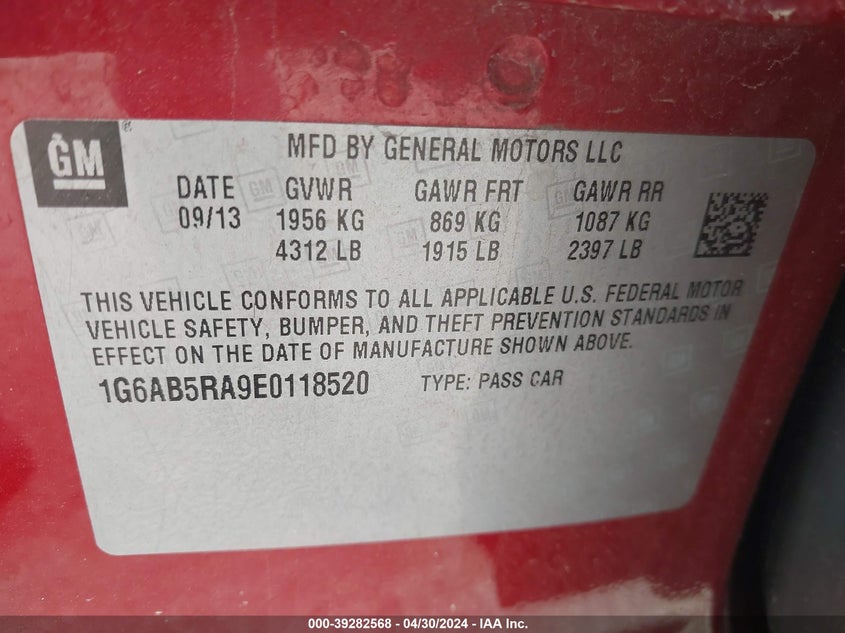 GM
MFD BY GENERAL MOTORS LLC
DATE GVWR GAWR FRT GAWR RR
09/13 1956 KG 869 KG 1087 KG
4312 LB 1915 LB 2397 LB
THIS VEHICLE CONFORMS TO ALL APPLICABLE U.S. FEDERAL MOTOR
VEHICLE SAFETY, BUMPER, AND THEFT PREVENTION STANDARDS IN
EFFECT ON THE DATE OF MANUFACTURE SHOWN ABOVE.
1G6AB5RA9E0118520 TYPE: PASS CAR
000-39282568 - 04/30/2024 - IAA Inc.